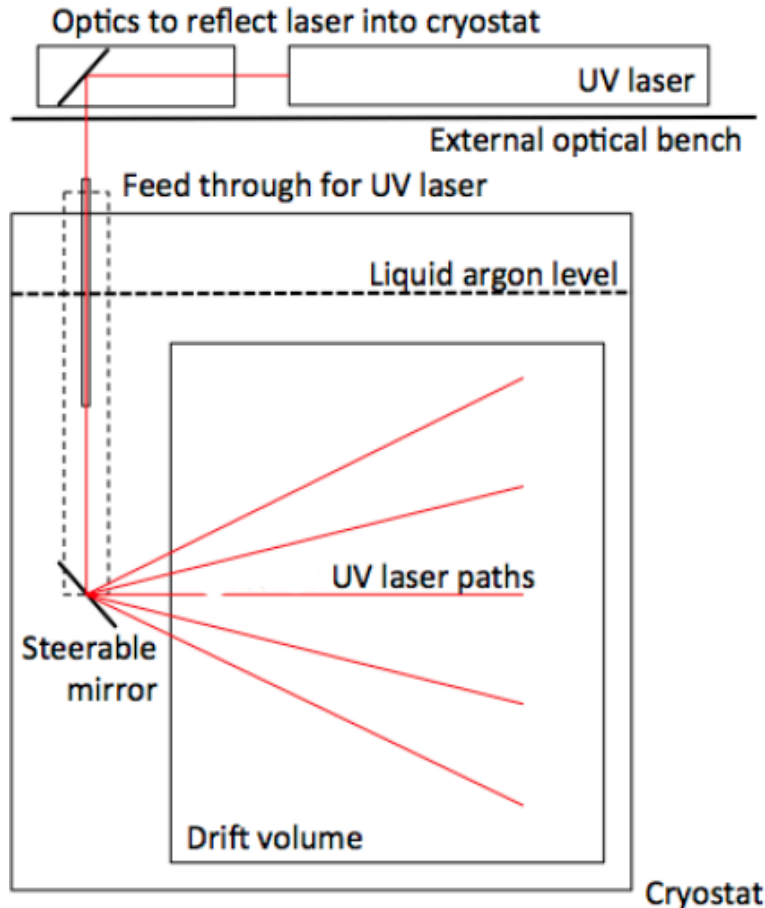 Optics to reflect laser into cryostat
UV laser
External optical bench
Feed through for UV laser
Liquid argon level
UV laser paths
Steerable
mirror
Drift volume
Cryostat